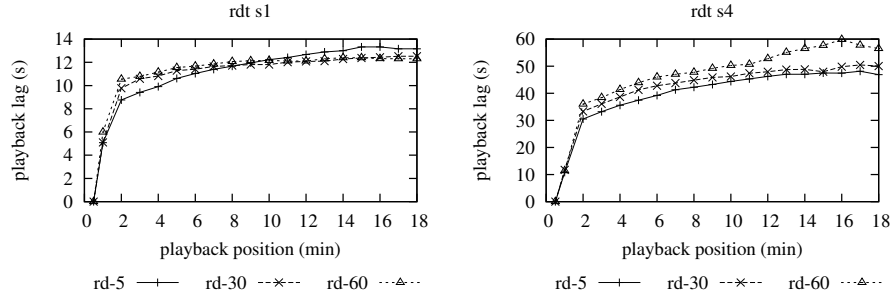 rdt s1
14
12
10
8
6
4
2
0
playback lag (s)
0 2 4 6 8 10 12 14 16 18
playback position (min)
rd-5 rd-30 rd-60
rdt s4
60
50
40
30
20
10
0
playback lag (s)
0 2 4 6 8 10 12 14 16 18
playback position (min)
rd-5 rd-30 rd-60